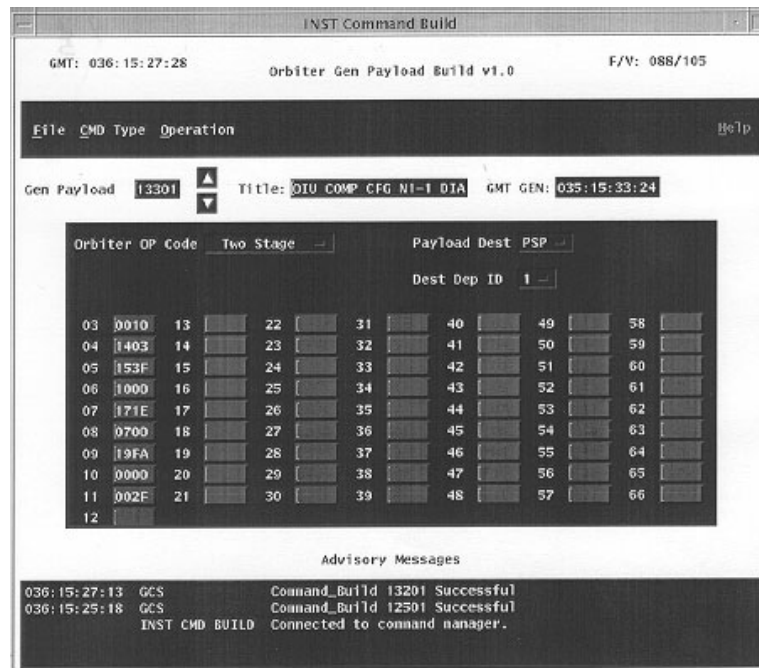 INST Command Build
GMT: 036:15:27:28 Orbiter Gen Payload Build v1.0 F/V: 088/105
File CMD Type Operation Help
Gen Payload 13301 Title: OIU COMP CFG NI-1 DIA GMT GEN: 035:15:33:24
Orbiter OP Code Two Stage Payload Dest PSP
Dest Dep ID 1
03 0010 13 22 31 40 49 58
04 1403 14 23 32 41 50 59
05 153F 15 24 33 42 51 60
06 1000 16 25 34 43 52 61
07 171E 17 26 35 44 53 62
08 0700 18 27 36 45 54 63
09 19FA 19 28 37 46 55 64
10 0000 20 29 38 47 56 65
11 002F 21 30 39 48 57 66
12
Advisory Messages
036:15:27:13 GCS Command_Build 13201 Successful
036:15:25:18 GCS Command_Build 12501 Successful
INST CMD BUILD Connected to command manager.